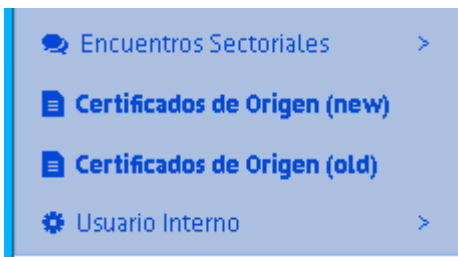 Encuentros Sectoriales >
Certificados de Origen (new)
Certificados de Origen (old)
Usuario Interno >